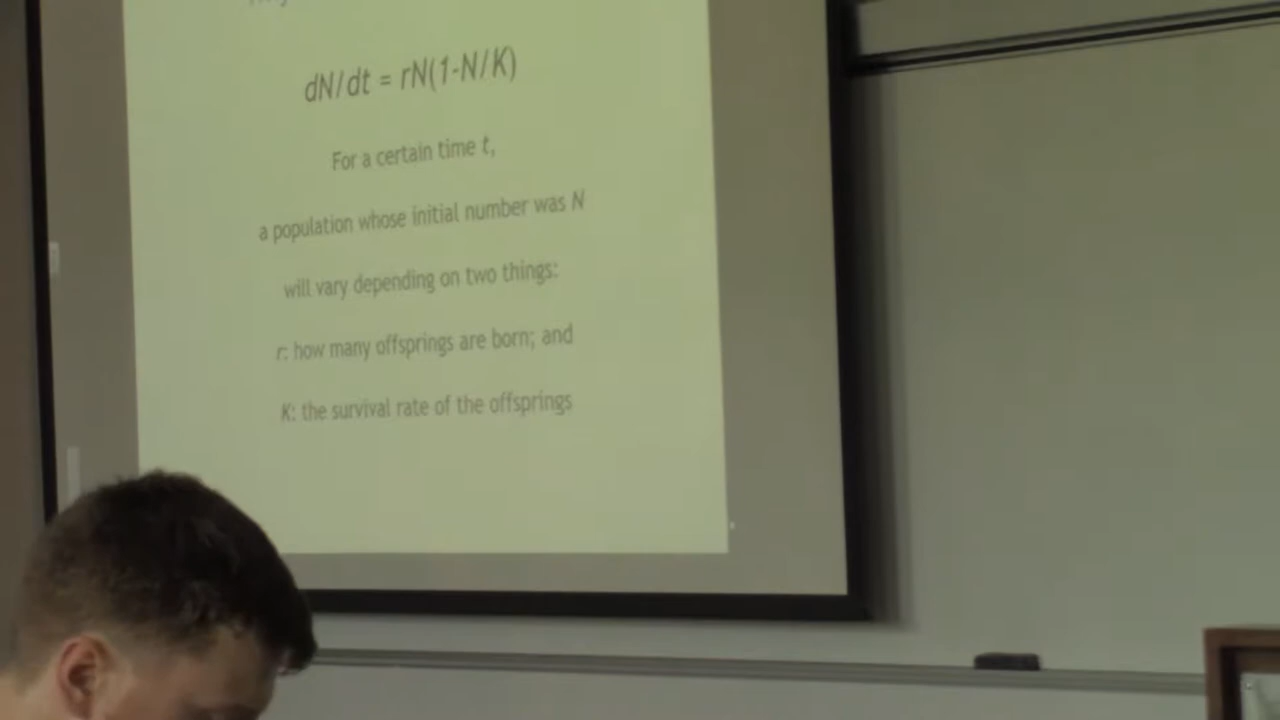 dN/dt = rN(1-N/K)
For a certain time t,
a population whose initial number was N
will vary depending on two things:
r: how many offsprings are born; and
K: the survival rate of the offsprings